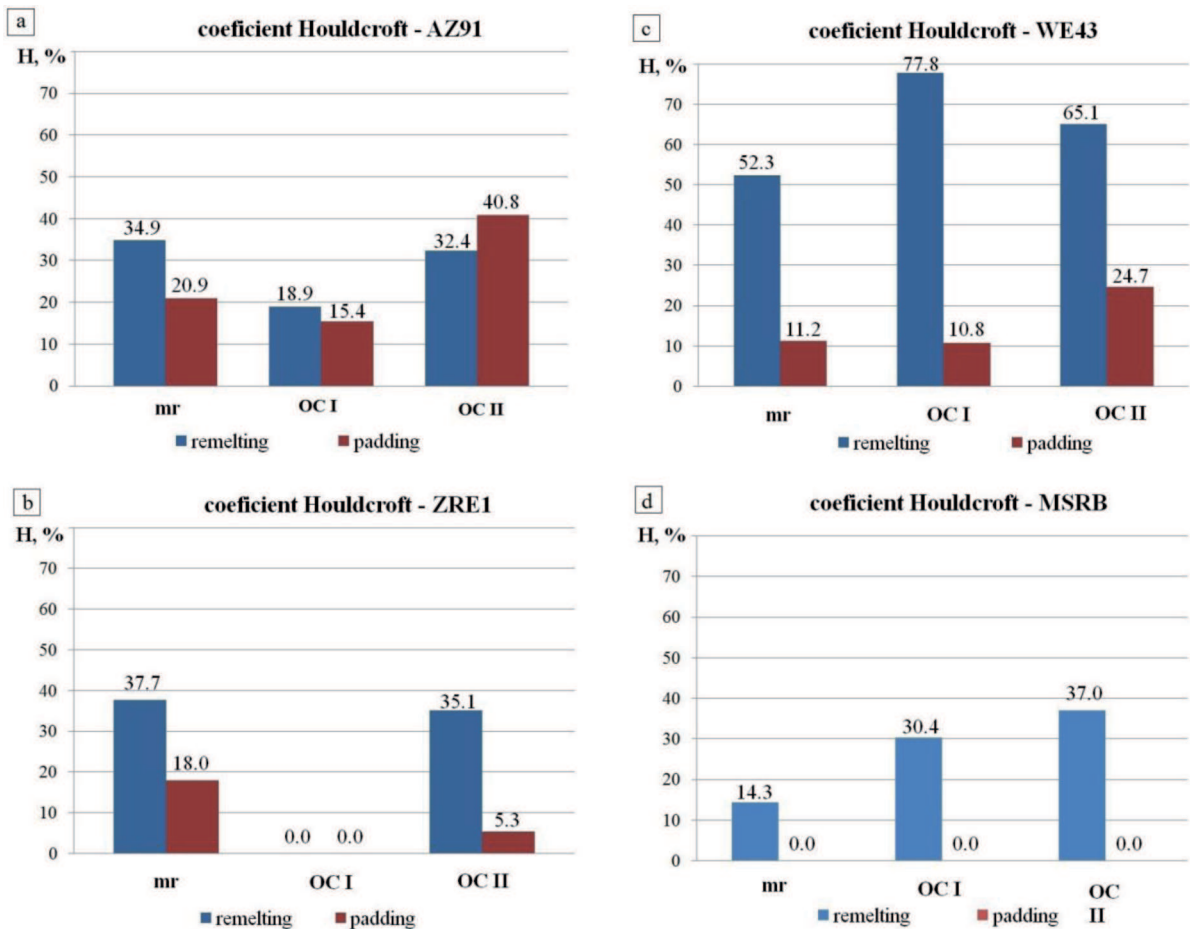 a
coeficient Houldcroft - AZ91
H, %
70
60
50
40
30
20
10
0
34.9
20.9
18.9
15.4
32.4
40.8
mr OC I OC II
remelting padding
b
coeficient Houldcroft - ZRE1
H, %
70
60
50
40
30
20
10
0
37.7
18.0
0.0 0.0
35.1
5.3
mr OC I OC II
remelting padding
c
coeficient Houldcroft - WE43
H, %
70
60
50
40
30
20
10
0
52.3
11.2
77.8
10.8
65.1
24.7
mr OC I OC II
remelting padding
d
coeficient Houldcroft - MSRB
H, %
70
60
50
40
30
20
10
0
14.3
0.0
30.4
0.0
37.0
0.0
mr OC I OC
II
remelting padding